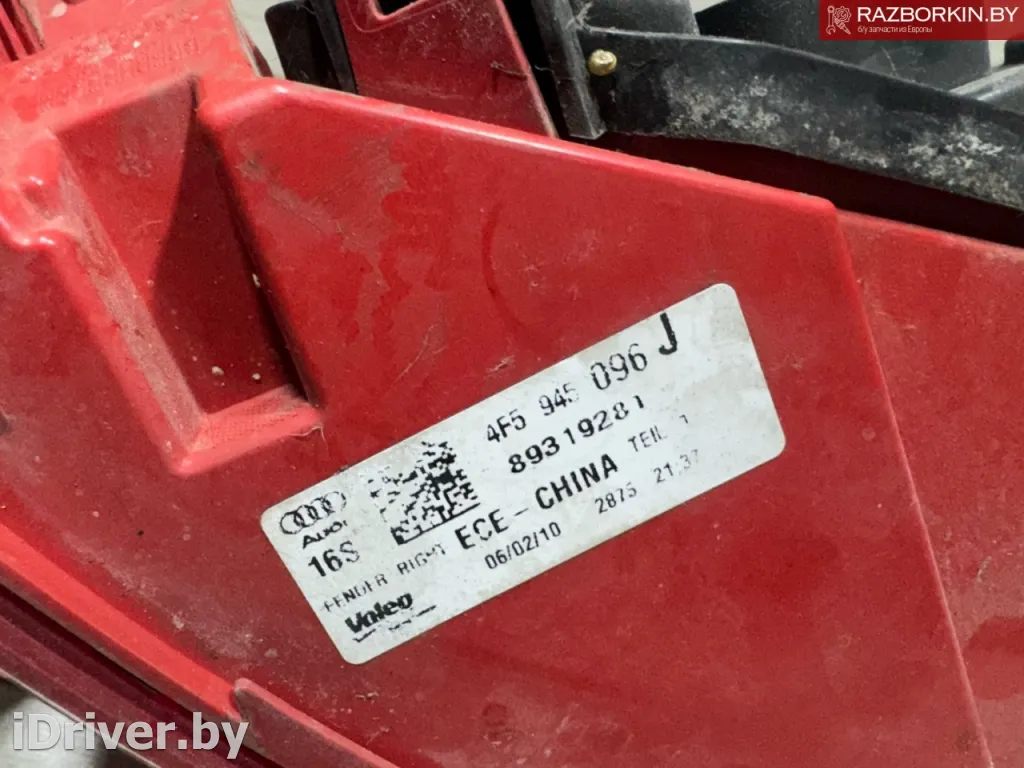 RAZBORKIN.BY
б/у запчасти из Европы
4F5 945 096 J
89319281
ECE-CHINA TEIL 1
AUDI
16S
FENDER RIGHT
06/02/10 2875 21:37
Valeo
iDriver.by